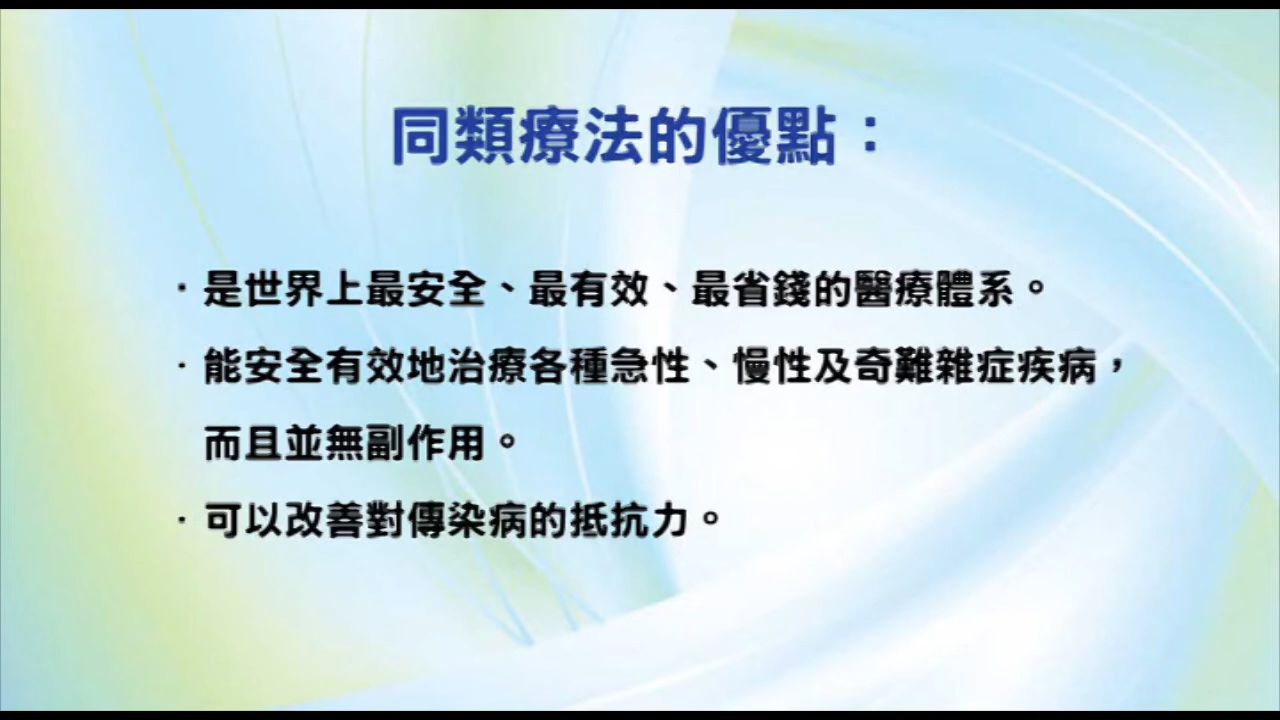 同類療法的優點：
·是世界上最安全、最有效、最省錢的醫療體系。
·能安全有效地治療各種急性、慢性及奇難雜症疾病，
而且並無副作用。
·可以改善對傳染病的抵抗力。